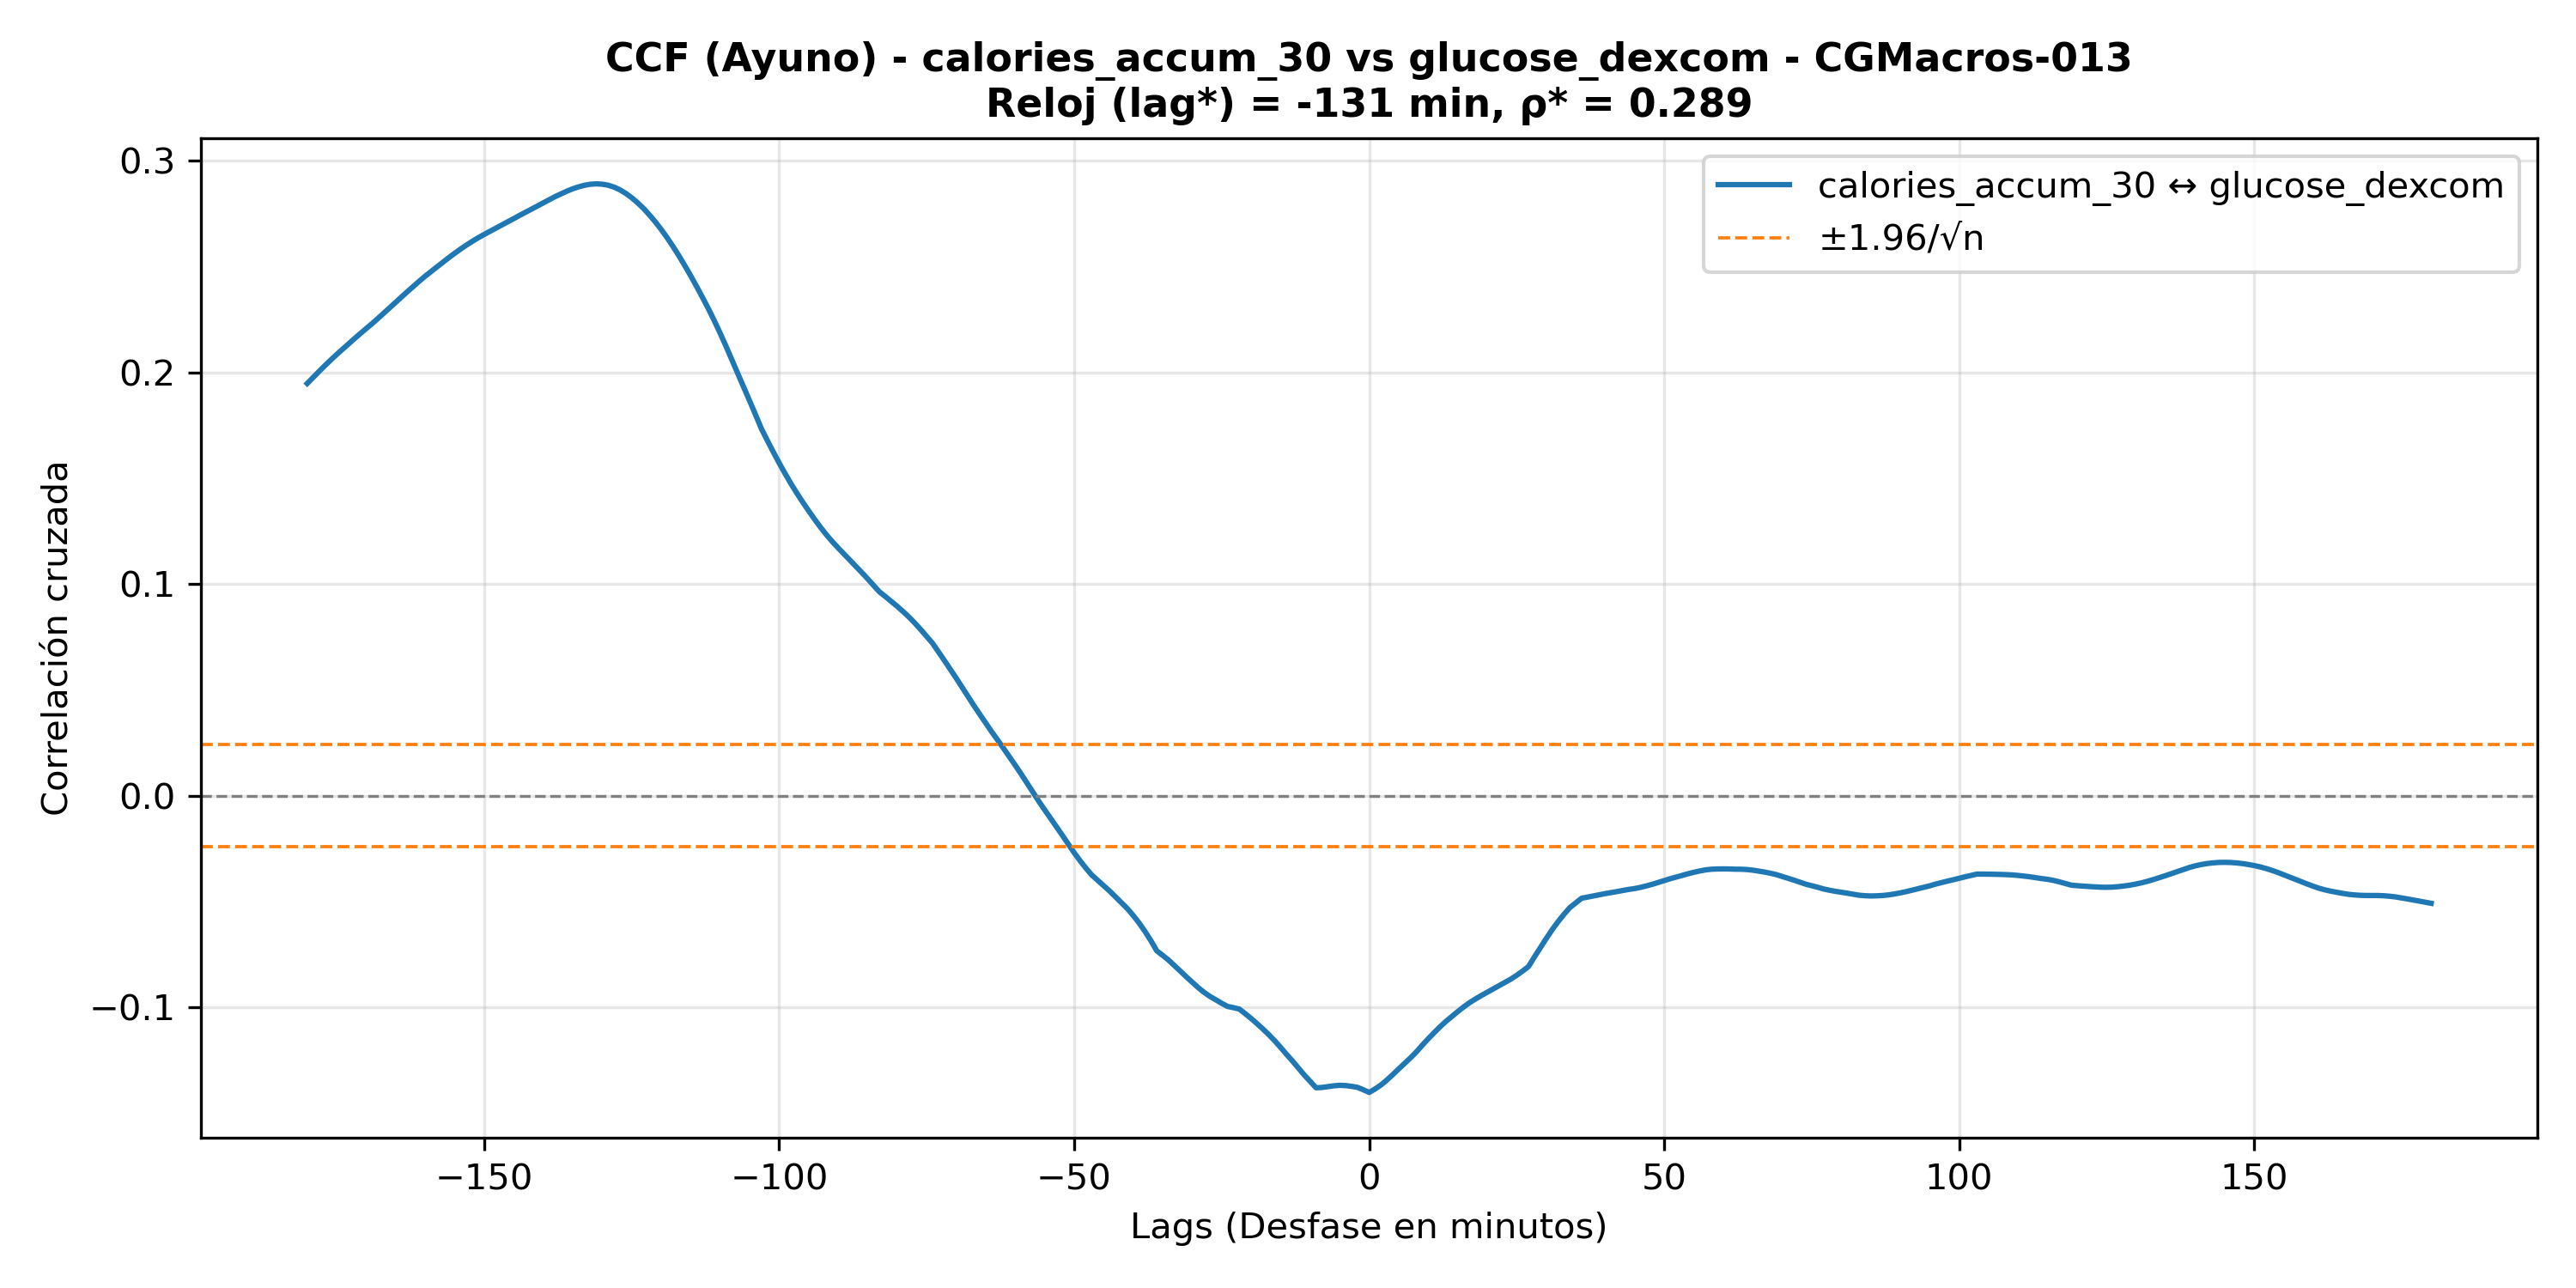 CCF (Ayuno) - calories_accum_30 vs glucose_dexcom - CGMacros-013
Reloj (lag*) = -131 min, ρ* = 0.289
calories_accum_30 ↔ glucose_dexcom
±1.96/√n
Correlación cruzada
0.3
0.2
0.1
0.0
−0.1
−150
−100
−50
0
50
100
150
Lags (Desfase en minutos)